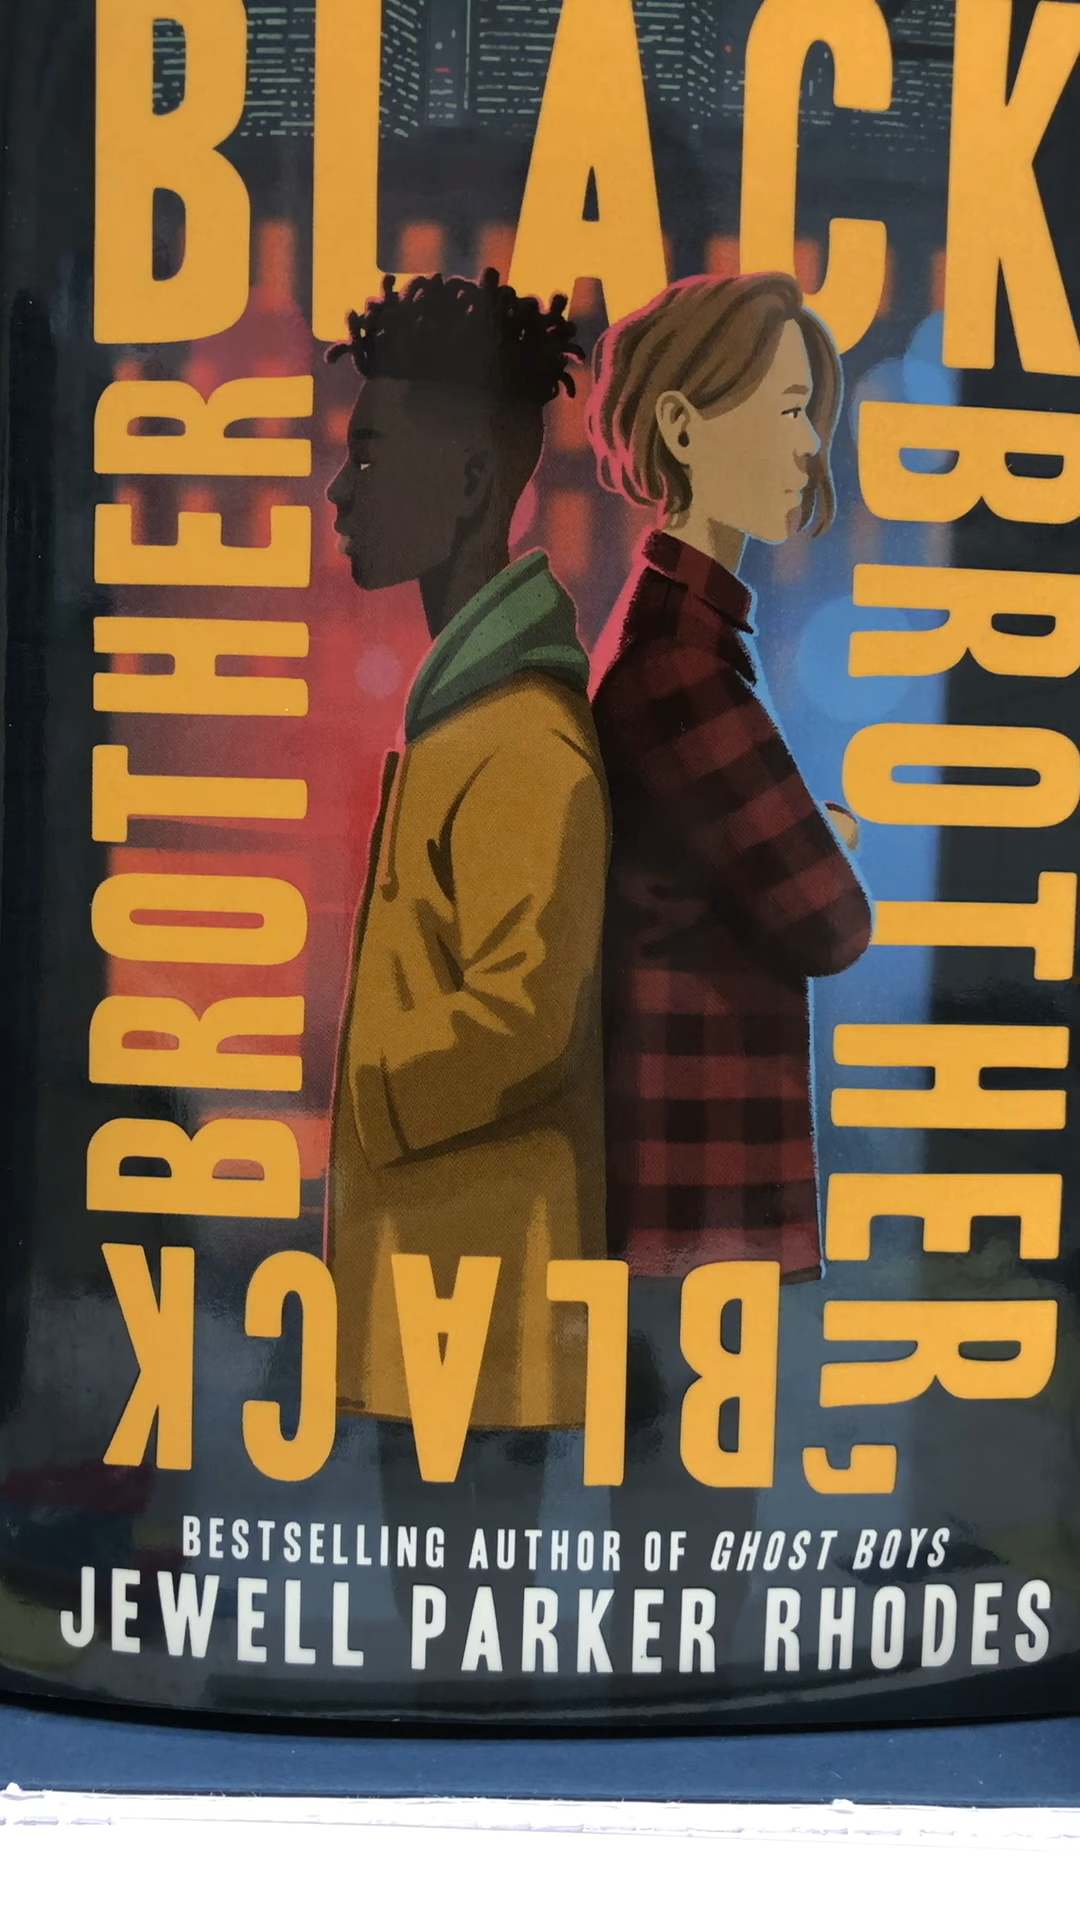 BLACK
BROTHER,
BLACK
BROTHER
BESTSELLING AUTHOR OF GHOST BOYS
JEWELL PARKER RHODES